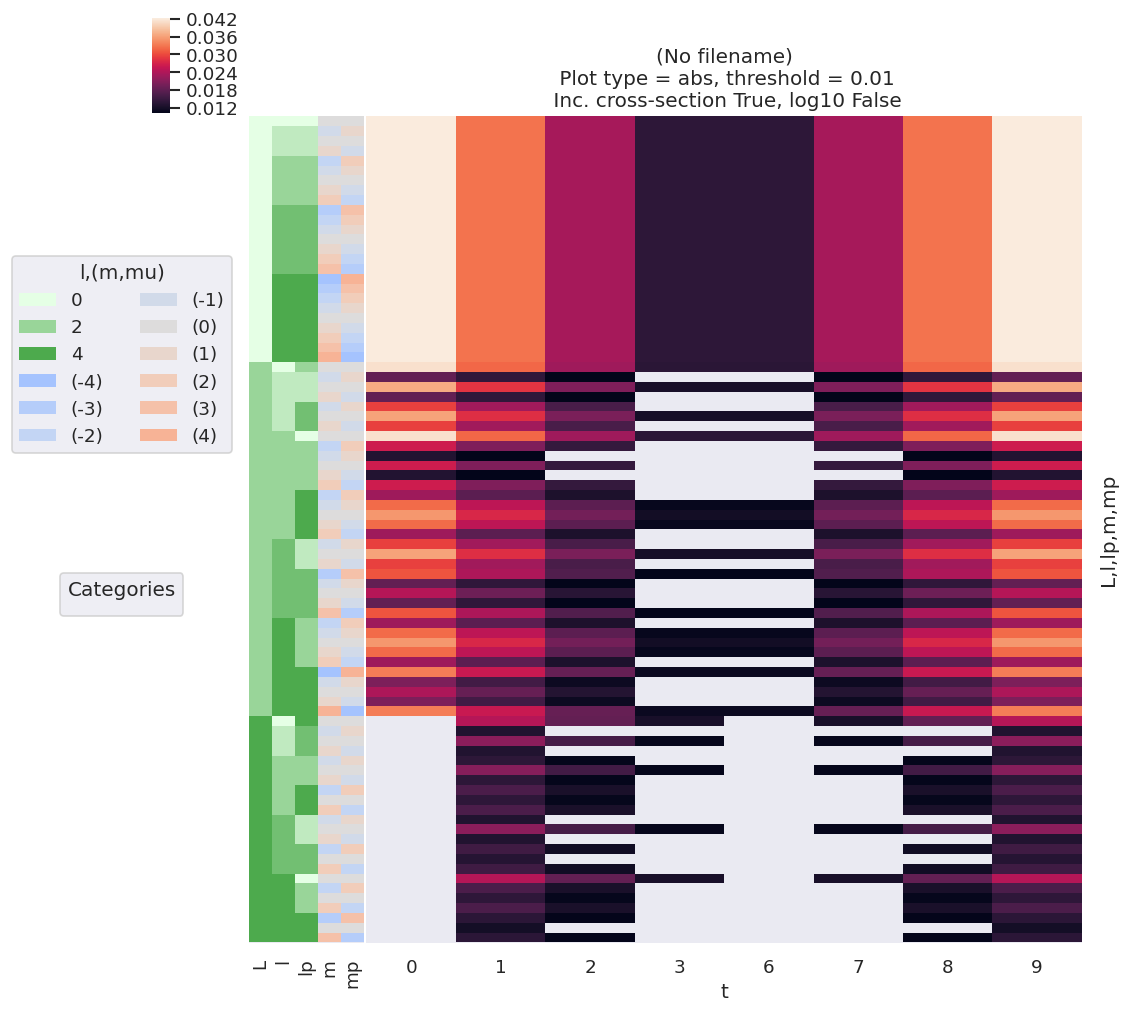 0.042
0.036
0.030
0.024
0.018
0.012
(No filename)
Plot type = abs, threshold = 0.01
Inc. cross-section True, log10 False
l,(m,mu)
0 (-1)
2 (0)
4 (1)
(-4) (2)
(-3) (3)
(-2) (4)
Categories
L,l,lp,m,mp
L l lp m mp 0 1 2 3 6 7 8 9
t